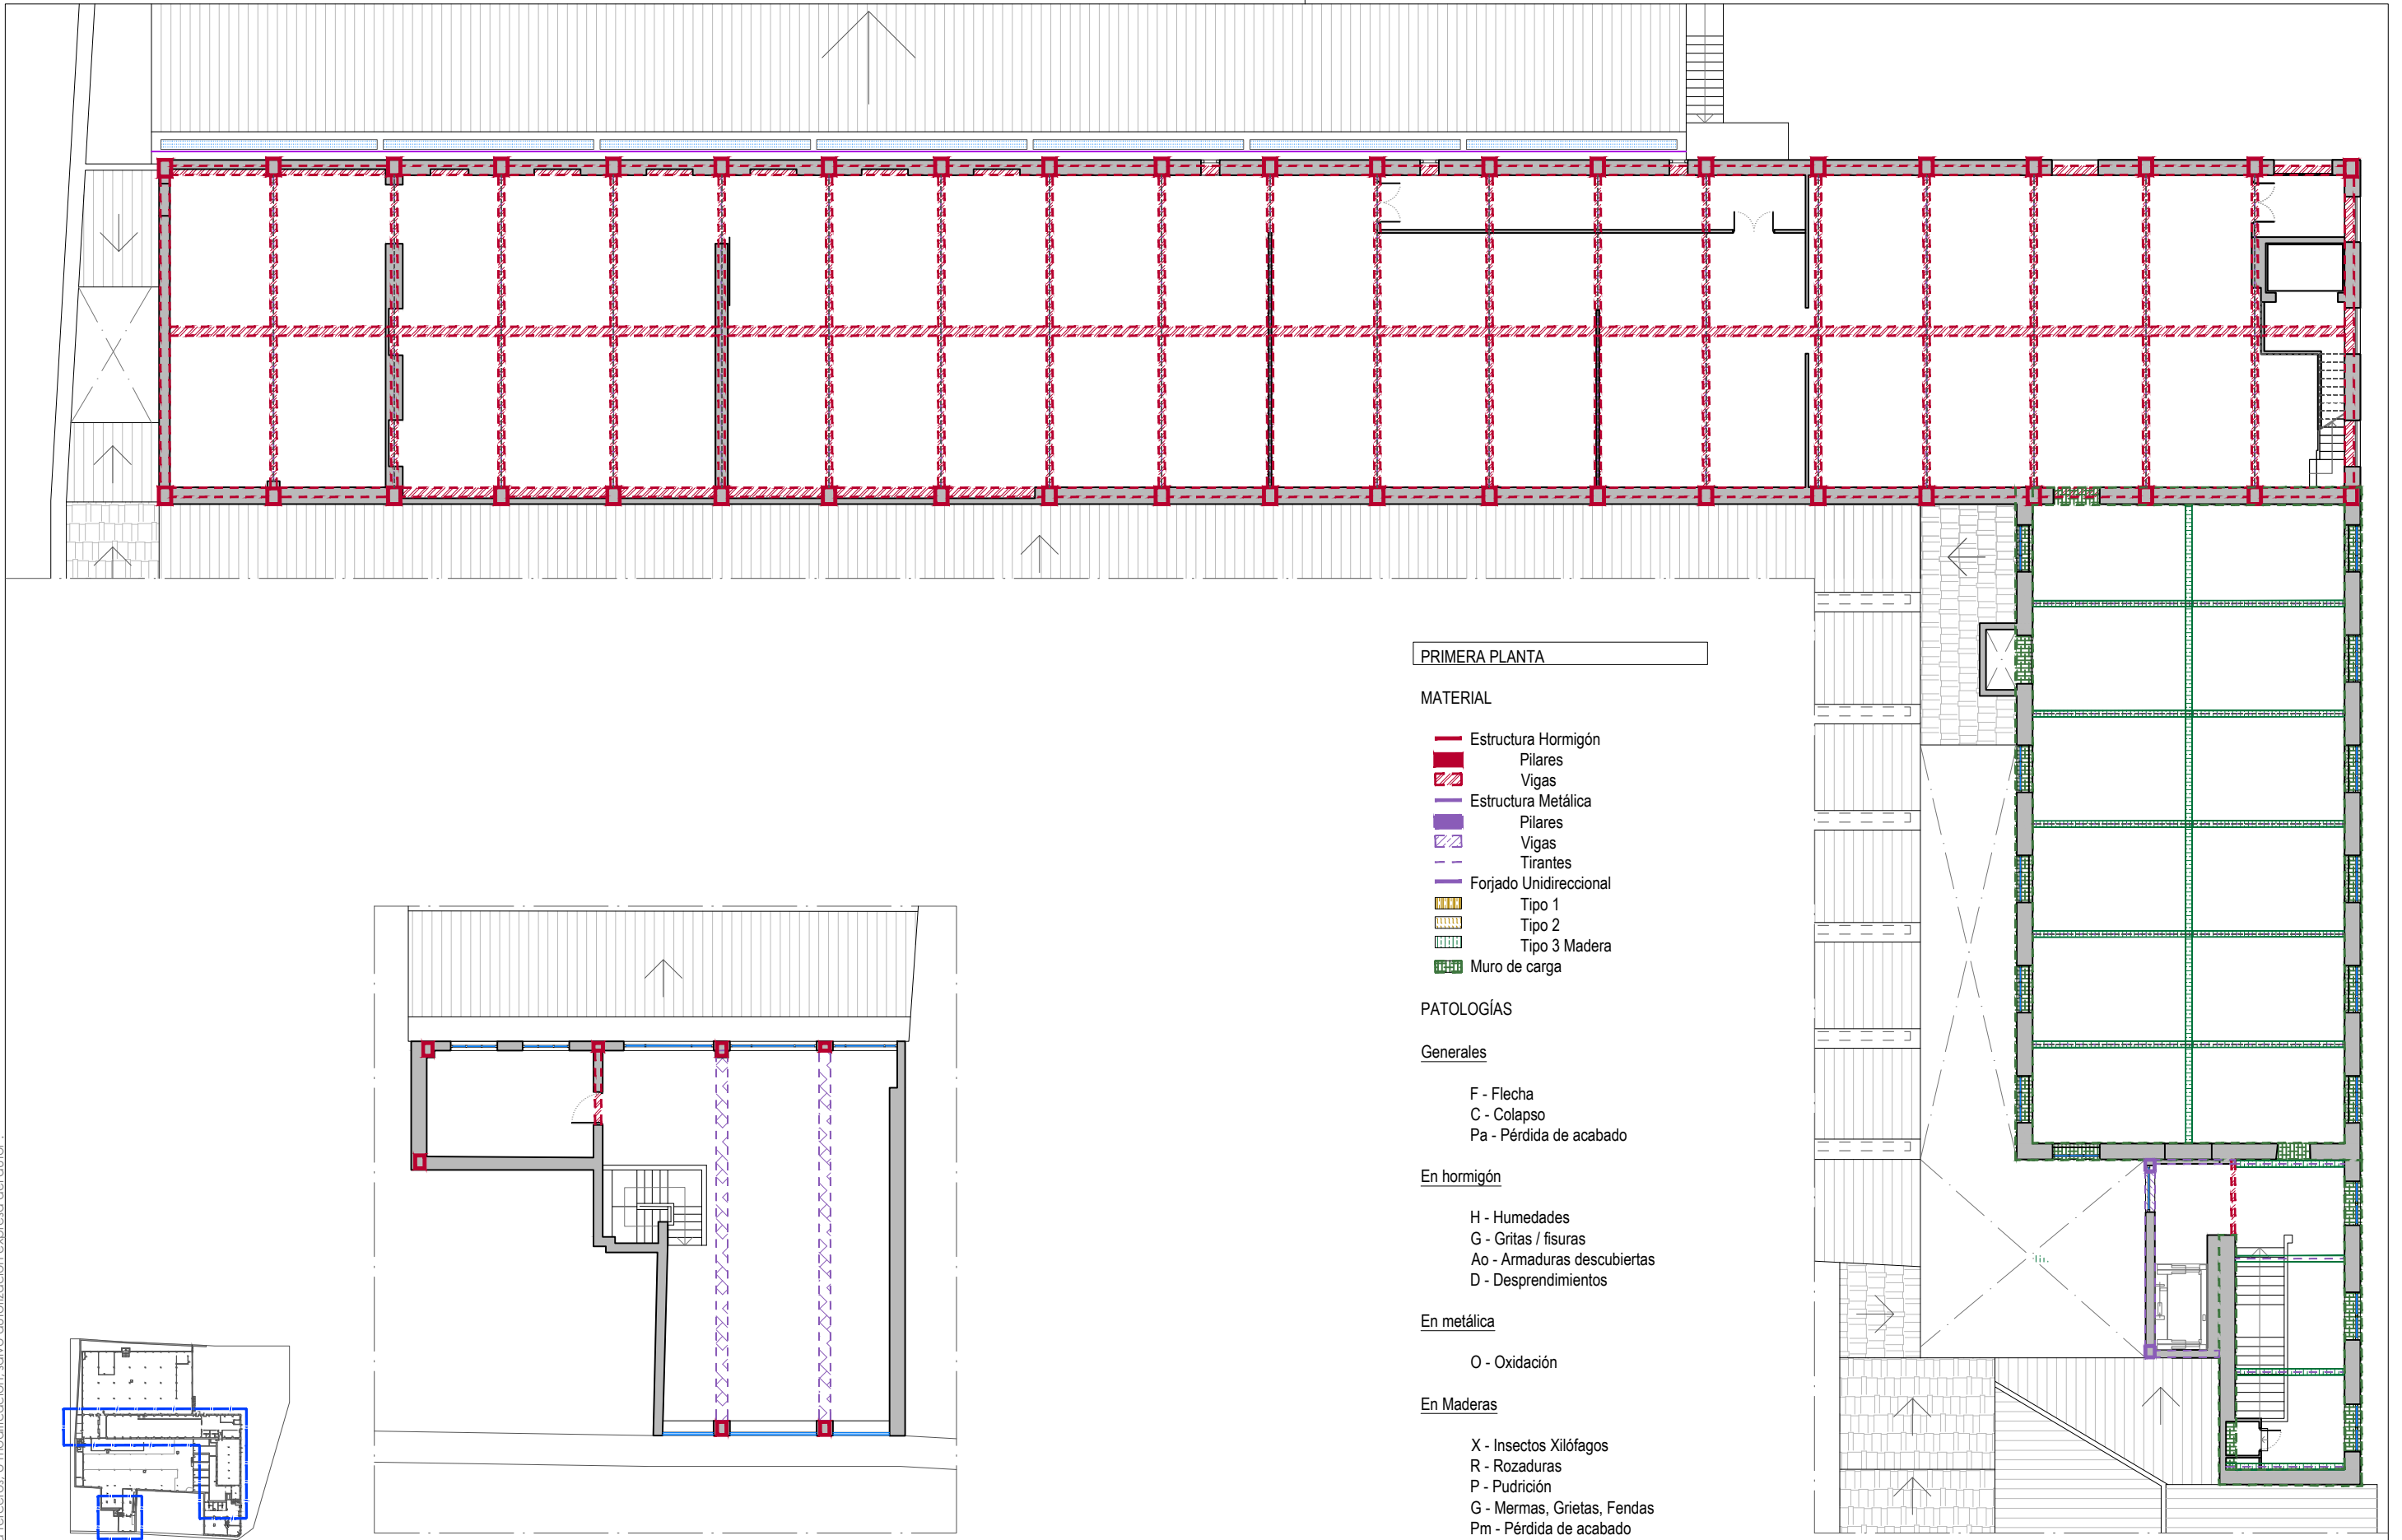 PRIMERA PLANTA
MATERIAL
Estructura Hormigón
Pilares
Vigas
Estructura Metálica
Pilares
Vigas
Tirantes
Forjado Unidireccional
Tipo 1
Tipo 2
Tipo 3 Madera
Muro de carga
PATOLOGÍAS
Generales
F - Flecha
C - Colapso
Pa - Pérdida de acabado
En hormigón
H - Humedades
G - Gritas / fisuras
Ao - Armaduras descubiertas
D - Desprendimientos
En metálica
O - Oxidación
En Maderas
X - Insectos Xilófagos
R - Rozaduras
P - Pudrición
G - Mermas, Grietas, Fendas
Pm - Pérdida de acabado